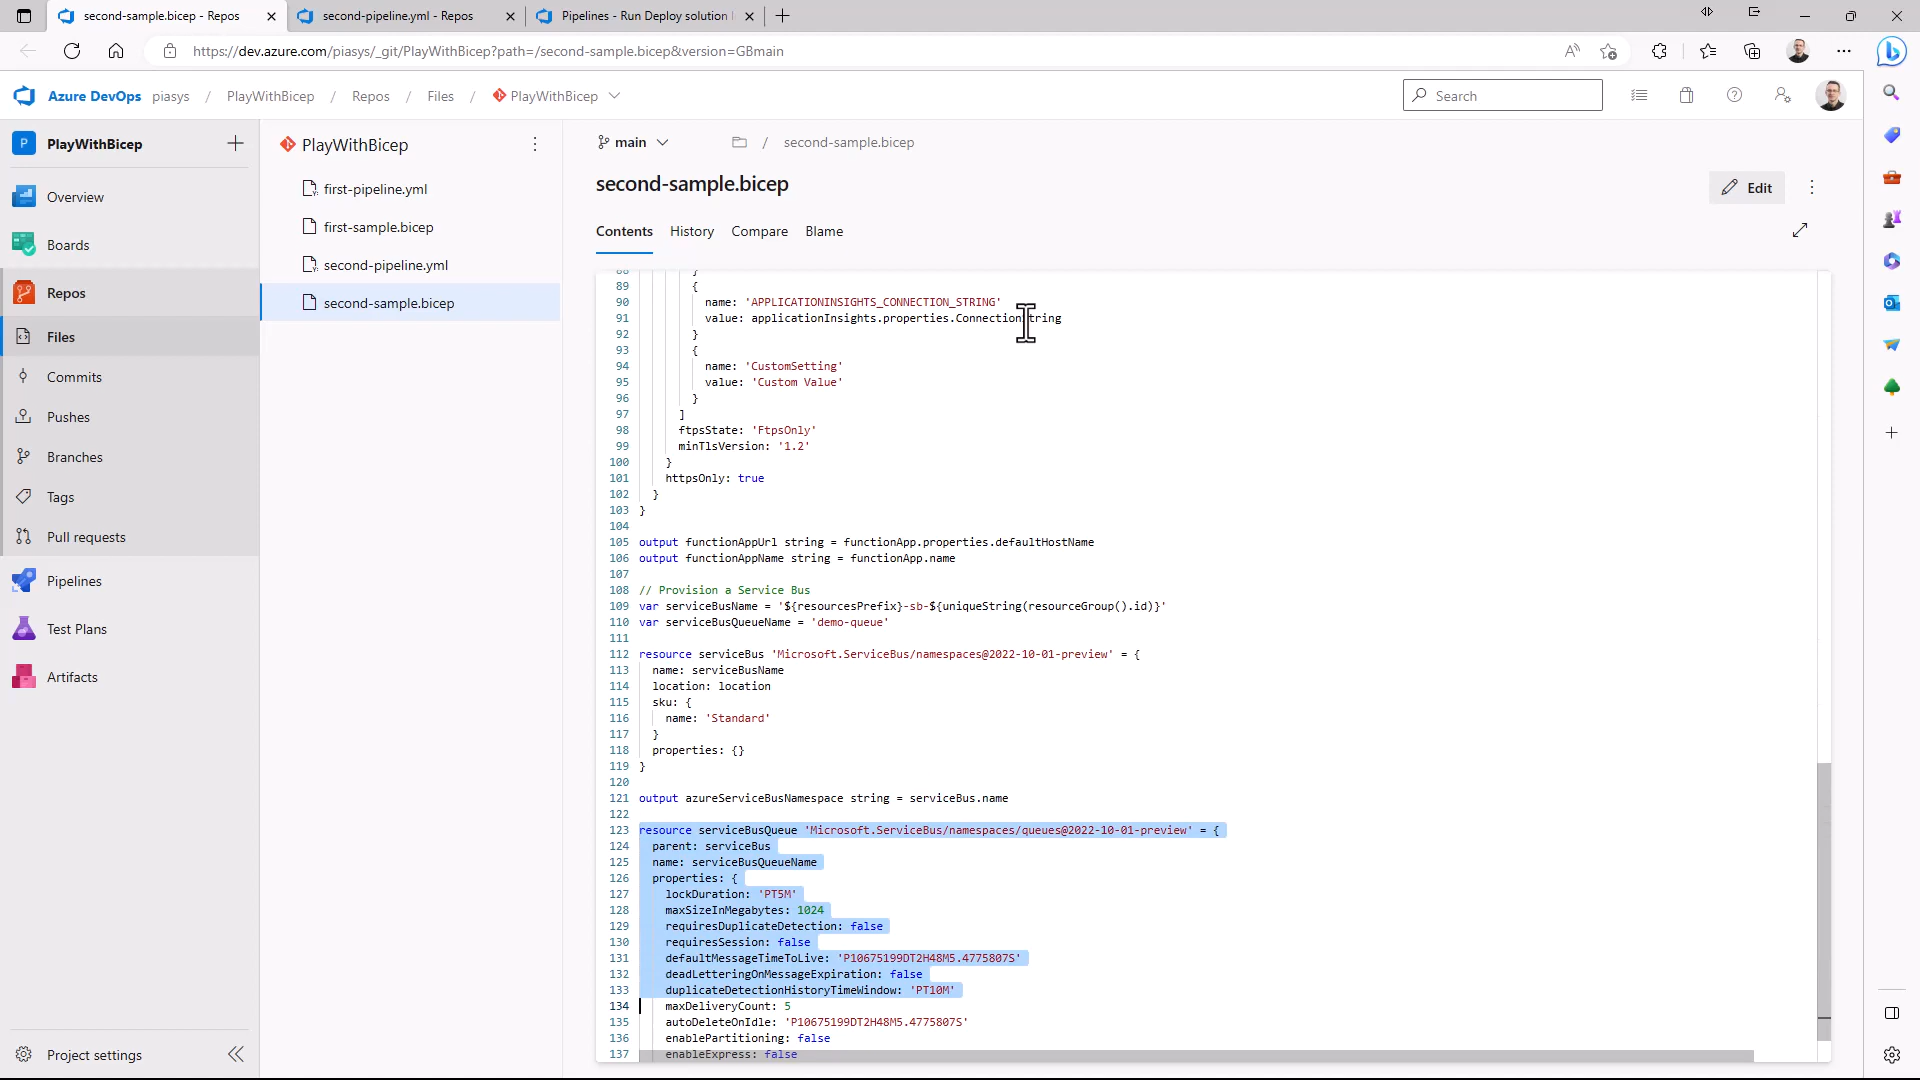 second-sample.bicep - Repos
second-pipeline.yml - Repos
Pipelines - Run Deploy solution
https://dev.azure.com/piasys/_git/PlayWithBicep?path=/second-sample.bicep&version=GBmain
Azure DevOps piasys / PlayWithBicep / Repos / Files / PlayWithBicep
Search
P PlayWithBicep
Overview
Boards
Repos
Files
Commits
Pushes
Branches
Tags
Pull requests
Pipelines
Test Plans
Artifacts
Project settings
PlayWithBicep
first-pipeline.yml
first-sample.bicep
second-pipeline.yml
second-sample.bicep
main / second-sample.bicep
second-sample.bicep
Edit
Contents History Compare Blame
88 }
89 {
90 name: 'APPLICATIONINSIGHTS_CONNECTION_STRING'
91 value: applicationInsights.properties.ConnectionString
92 }
93 {
94 name: 'CustomSetting'
95 value: 'Custom Value'
96 }
97 ]
98 ftpsState: 'FtpsOnly'
99 minTlsVersion: '1.2'
100 }
101 httpsOnly: true
102 }
103 }
104
105 output functionAppUrl string = functionApp.properties.defaultHostName
106 output functionAppName string = functionApp.name
107
108 // Provision a Service Bus
109 var serviceBusName = '${resourcesPrefix}-sb-${uniqueString(resourceGroup().id)}'
110 var serviceBusQueueName = 'demo-queue'
111
112 resource serviceBus 'Microsoft.ServiceBus/namespaces@2022-10-01-preview' = {
113 name: serviceBusName
114 location: location
115 sku: {
116 name: 'Standard'
117 }
118 properties: {}
119 }
120
121 output azureServiceBusNamespace string = serviceBus.name
122
123 resource serviceBusQueue 'Microsoft.ServiceBus/namespaces/queues@2022-10-01-preview' = {
124 parent: serviceBus
125 name: serviceBusQueueName
126 properties: {
127 lockDuration: 'PT5M'
128 maxSizeInMegabytes: 1024
129 requiresDuplicateDetection: false
130 requiresSession: false
131 defaultMessageTimeToLive: 'P10675199DT2H48M5.4775807S'
132 deadLetteringOnMessageExpiration: false
133 duplicateDetectionHistoryTimeWindow: 'PT10M'
134 maxDeliveryCount: 5
135 autoDeleteOnIdle: 'P10675199DT2H48M5.4775807S'
136 enablePartitioning: false
137 enableExpress: false